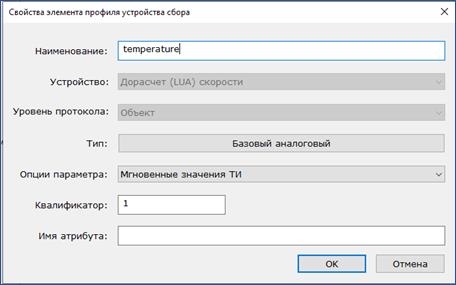 Свойства элемента профиля устройства сбора
Наименование: temperature
Устройство: Дорасчет (LUA) скорости
Уровень протокола: Объект
Тип: Базовый аналоговый
Опции параметра: Мгновенные значения ТИ
Квалификатор: 1
Имя атрибута:
OK Отмена